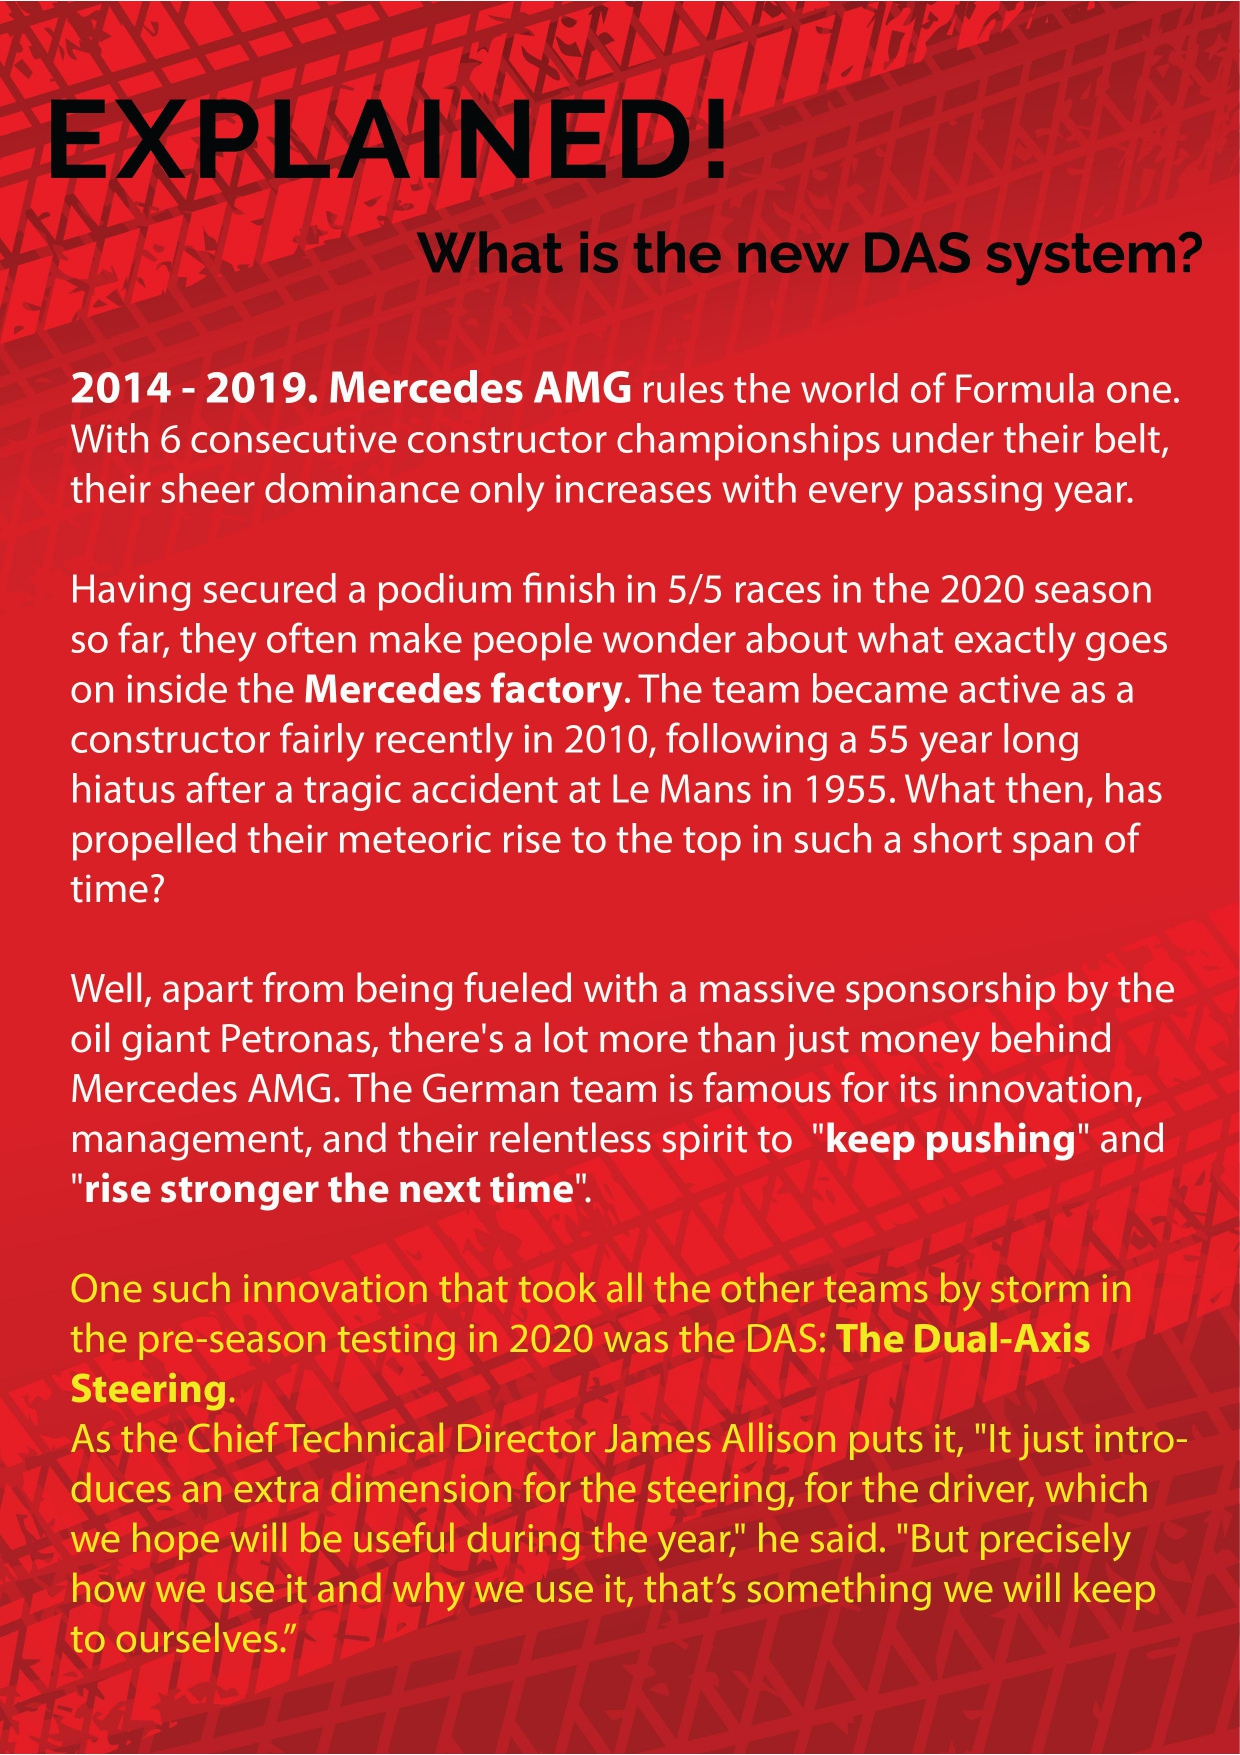 EXPLAINED!
What is the new DAS system?
2014 - 2019. Mercedes AMG rules the world of Formula one.
With 6 consecutive constructor championships under their belt,
their sheer dominance only increases with every passing year.
Having secured a podium finish in 5/5 races in the 2020 season
so far, they often make people wonder about what exactly goes
on inside the Mercedes factory. The team became active as a
constructor fairly recently in 2010, following a 55 year long
hiatus after a tragic accident at Le Mans in 1955. What then, has
propelled their meteoric rise to the top in such a short span of
time?
Well, apart from being fueled with a massive sponsorship by the
oil giant Petronas, there's a lot more than just money behind
Mercedes AMG. The German team is famous for its innovation,
management, and their relentless spirit to  "keep pushing" and
"rise stronger the next time".
One such innovation that took all the other teams by storm in
the pre-season testing in 2020 was the DAS: The Dual-Axis
Steering.
As the Chief Technical Director James Allison puts it, "It just intro-
duces an extra dimension for the steering, for the driver, which
we hope will be useful during the year," he said. "But precisely
how we use it and why we use it, that’s something we will keep
to ourselves.”